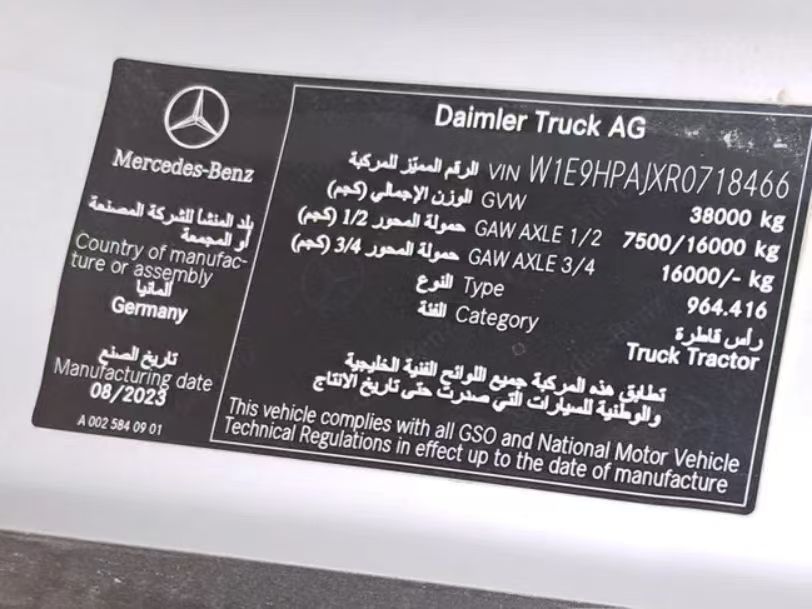 Mercedes-Benz
بلد المنشأ للشركة المصنعة
أو المجمعة
Country of manufac-
ture or assembly
المانيا
Germany
تاريخ الصنع
Manufacturing date
08/2023
A 002 584 09 01
Daimler Truck AG
الرقم المميّز للمركبة VIN W1E9HPAJXR0718466
الوزن الإجمالي (كجم) GVW 38000 kg
حمولة المحور 1/2 (كجم) GAW AXLE 1/2 7500/16000 kg
حمولة المحور 3/4 (كجم) GAW AXLE 3/4 16000/- kg
النوع Type 964.416
الفئة Category رأس قاطرة
Truck Tractor
تطابق هذه المركبة جميع اللوائح الفنية الخليجية
والوطنية للسيارات التي صدرت حتى تاريخ الانتاج
This vehicle complies with all GSO and National Motor Vehicle
Technical Regulations in effect up to the date of manufacture